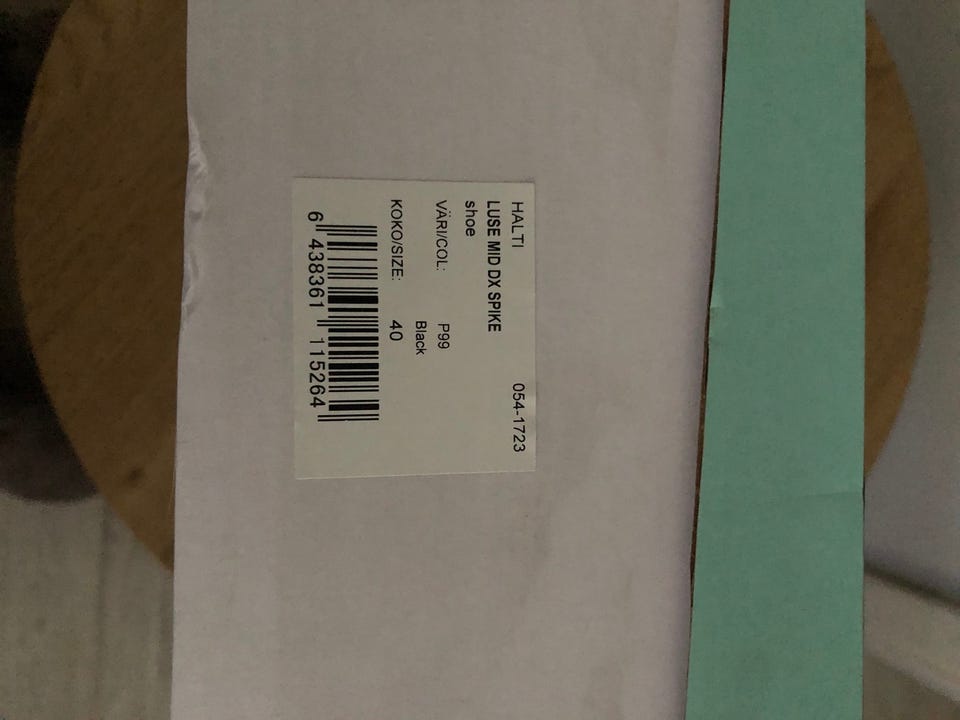 HALTI 054-1723
LUSE MID DX SPIKE
shoe
VÄRI/COL: P99
Black
KOKO/SIZE: 40
6 438361 115264